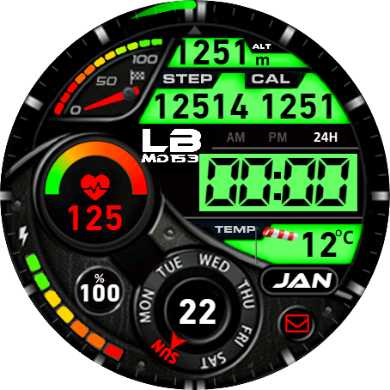 1251 ALT
m
STEP CAL
12514 1251
0 50 100
LB
MD153
AM PM 24H
00:00
125
TEMP
12°C
JAN
%
100
MON TUE WED THU FRI SAT SUN
22